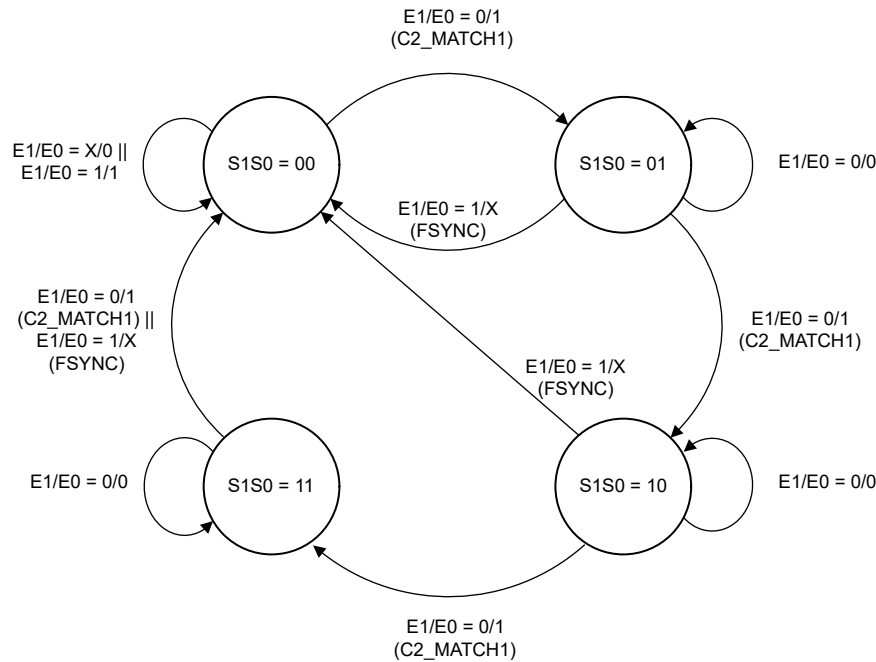 E1/E0 = 0/1
(C2_MATCH1)
E1/E0 = X/0 ||
E1/E0 = 1/1
S1S0 = 00
S1S0 = 01
E1/E0 = 0/0
E1/E0 = 1/X
(FSYNC)
E1/E0 = 0/1
(C2_MATCH1) ||
E1/E0 = 1/X
(FSYNC)
E1/E0 = 0/1
(C2_MATCH1)
E1/E0 = 1/X
(FSYNC)
E1/E0 = 0/0
S1S0 = 11
S1S0 = 10
E1/E0 = 0/0
E1/E0 = 0/1
(C2_MATCH1)